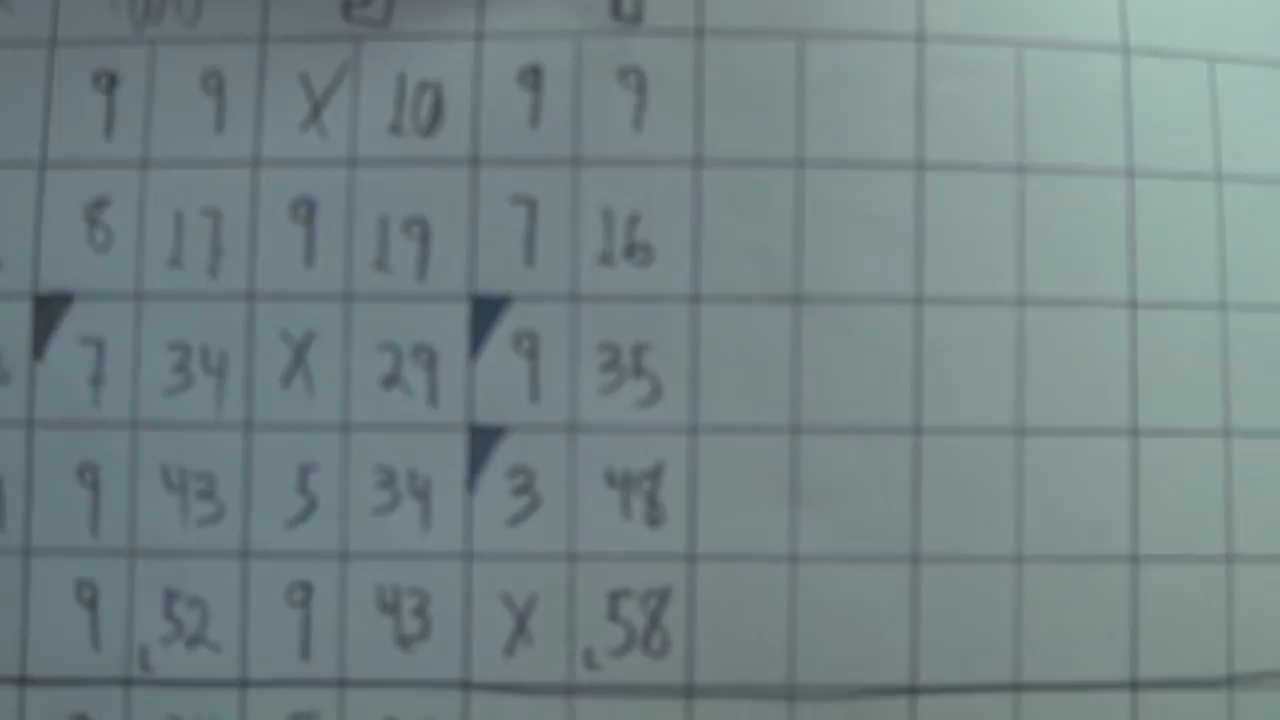 9 9 X 10 9 9
8 17 9 19 7 16
7 34 X 29 9 35
9 43 5 34 3 48
9 52 9 43 X 58